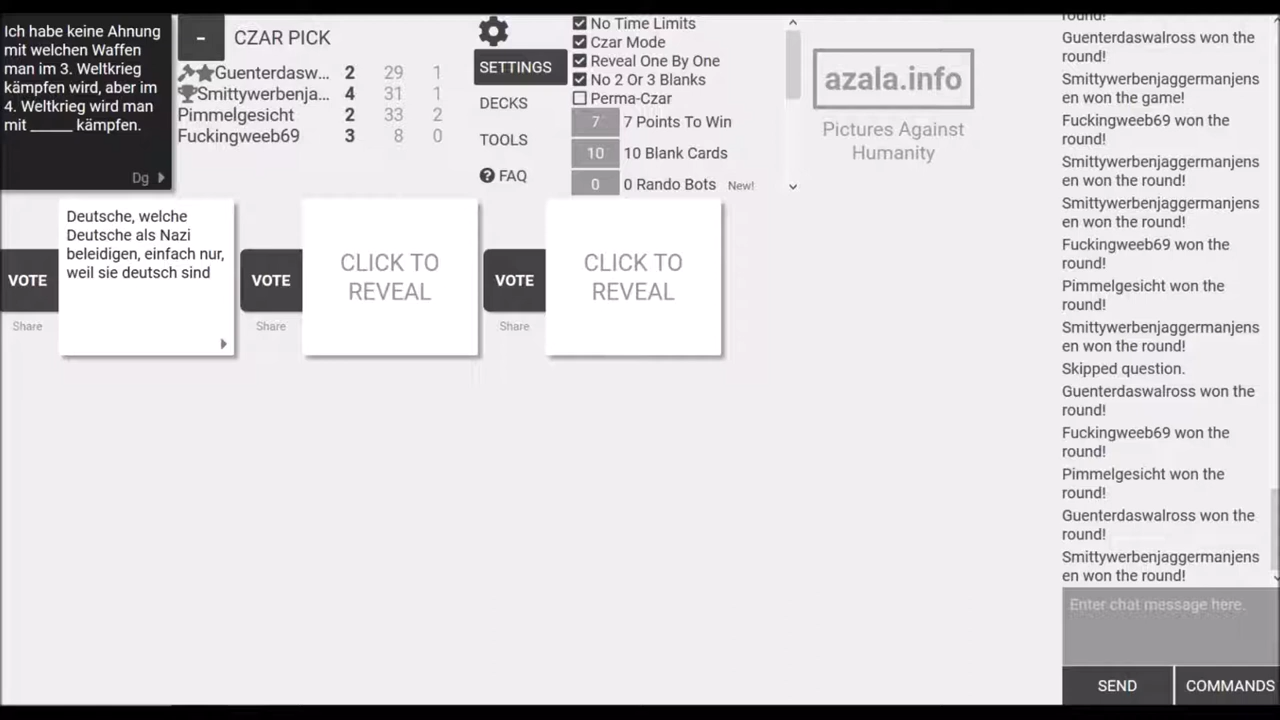 Ich habe keine Ahnung
mit welchen Waffen
man im 3. Weltkrieg
kämpfen wird, aber im
4. Weltkrieg wird man
mit ______ kämpfen.
Dg
-
CZAR PICK
Guenterdasw... 2 29 1
Smittywerbenja... 4 31 1
Pimmelgesicht 2 33 2
Fuckingweeb69 3 8 0
SETTINGS
DECKS
TOOLS
FAQ
No Time Limits
Czar Mode
Reveal One By One
No 2 Or 3 Blanks
Perma-Czar
7 7 Points To Win
10 10 Blank Cards
0 0 Rando Bots New!
azala.info
Pictures Against
Humanity
VOTE
Share
Deutsche, welche
Deutsche als Nazi
beleidigen, einfach nur,
weil sie deutsch sind
VOTE
Share
CLICK TO
REVEAL
VOTE
Share
CLICK TO
REVEAL
round!
Guenterdaswalross won the
round!
Smittywerbenjaggermanjens
en won the game!
Fuckingweeb69 won the
round!
Smittywerbenjaggermanjens
en won the round!
Smittywerbenjaggermanjens
en won the round!
Fuckingweeb69 won the
round!
Pimmelgesicht won the
round!
Smittywerbenjaggermanjens
en won the round!
Skipped question.
Guenterdaswalross won the
round!
Fuckingweeb69 won the
round!
Pimmelgesicht won the
round!
Guenterdaswalross won the
round!
Smittywerbenjaggermanjens
en won the round!
Enter chat message here.
SEND
COMMANDS